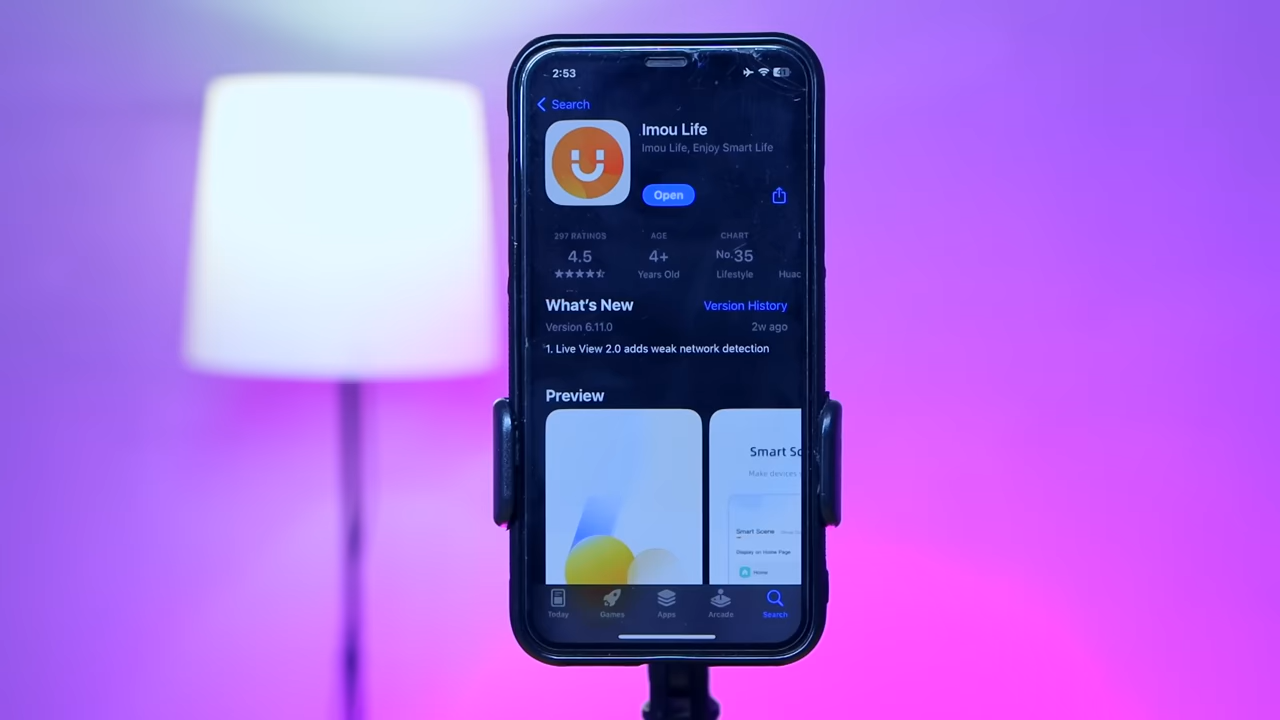 2:53
41
Search
Imou Life
Imou Life, Enjoy Smart Life
Open
297 RATINGS
AGE
CHART
4.5
4+
No.35
Years Old
Lifestyle
Huac
What's New
Version History
Version 6.11.0
2w ago
1. Live View 2.0 adds weak network detection
Preview
Smart Sc
Make devices
Smart Scene
Display on Home Page
Home
Today
Games
Apps
Arcade
Search